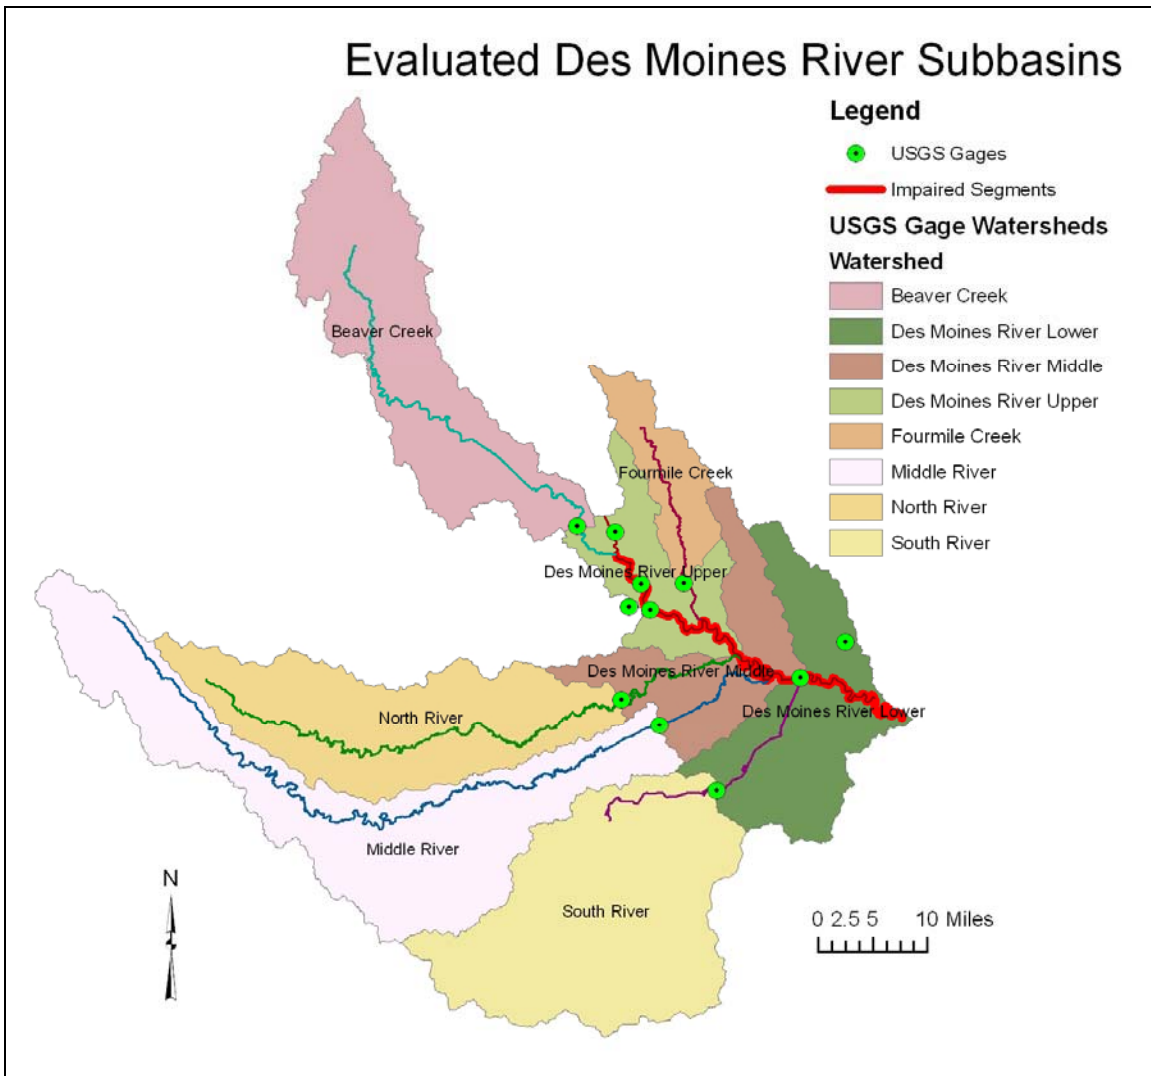 Evaluated Des Moines River Subbasins
Legend
USGS Gages
Impaired Segments
USGS Gage Watersheds
Watershed
Beaver Creek
Des Moines River Lower
Des Moines River Middle
Des Moines River Upper
Fourmile Creek
Middle River
North River
South River
Beaver Creek
Fourmile Creek
Des Moines River Upper
Des Moines River Middle
North River
Des Moines River Lower
Middle River
South River
N
0 2.5 5 10 Miles